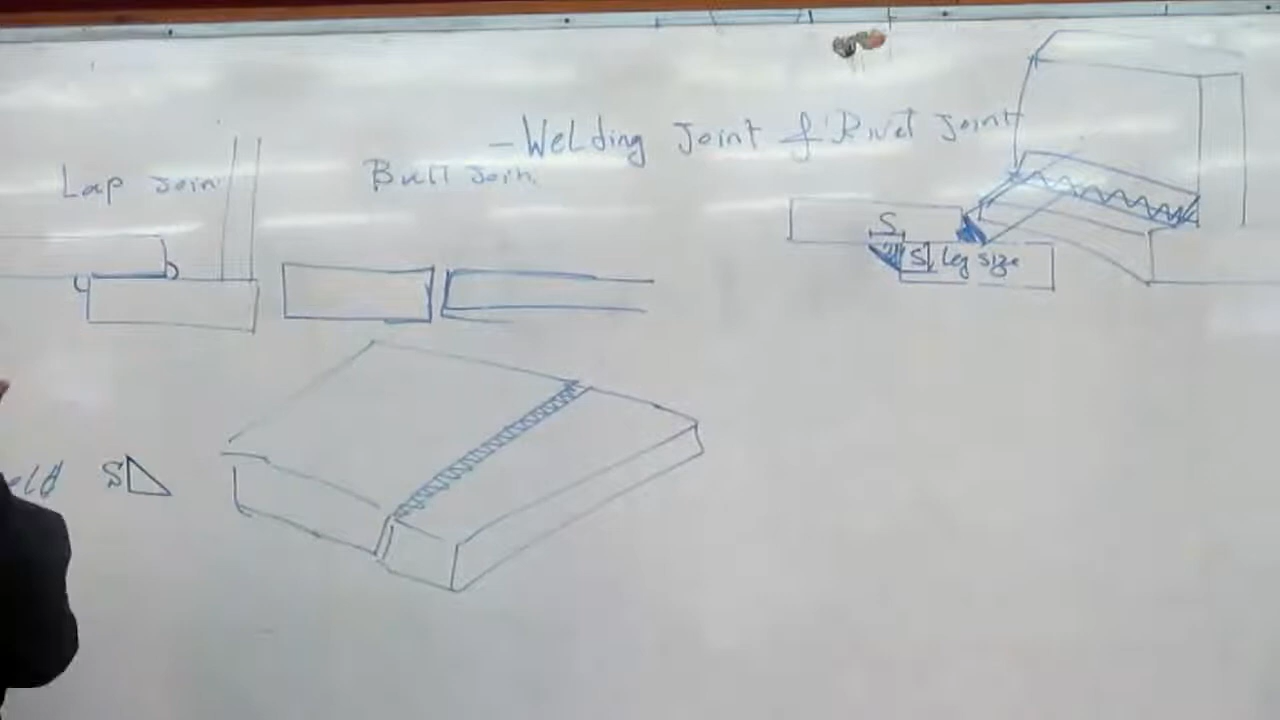 - Welding Joint & Rivet Joint
Lap Join
Butt Join
S
S Leg size
eld S